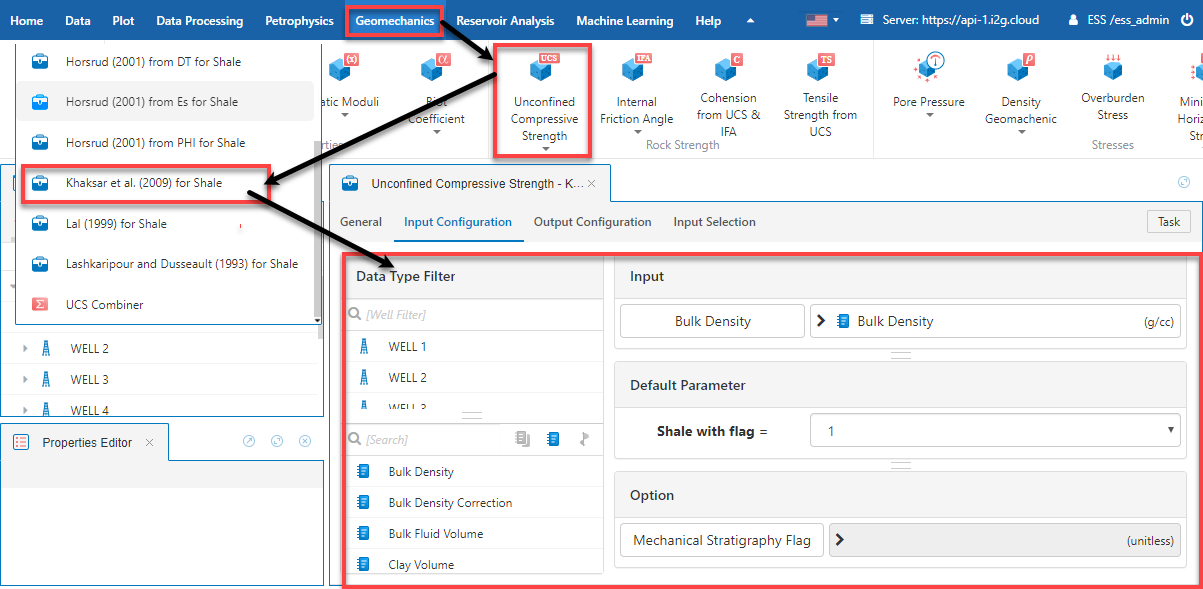 Home Data Plot Data Processing Petrophysics Geomechanics Reservoir Analysis Machine Learning Help Server: https://api-1.i2g.cloud ESS /ess_admin
Horsrud (2001) from DT for Shale
Horsrud (2001) from Es for Shale
Horsrud (2001) from PHI for Shale
Khaksar et al. (2009) for Shale
Lal (1999) for Shale
Lashkaripour and Dusseault (1993) for Shale
Σ UCS Combiner
(x)
atic Moduli
α
Biot
Coefficient
UCS
Unconfined
Compressive
Strength
IFA
Internal
Friction Angle
C
Cohension
from UCS &
IFA
TS
Tensile
Strength from
UCS
Rock Strength
Pore Pressure
ρ
Density
Geomachenic
Overburden
Stress
Mini
Horiz
Str
Stresses
WELL 2
WELL 3
WELL 4
Properties Editor
Unconfined Compressive Strength - K...
General Input Configuration Output Configuration Input Selection Task
Data Type Filter
[Well Filter]
WELL 1
WELL 2
[Search]
Bulk Density
Bulk Density Correction
Bulk Fluid Volume
Clay Volume
Input
Bulk Density Bulk Density (g/cc)
Default Parameter
Shale with flag = 1
Option
Mechanical Stratigraphy Flag (unitless)